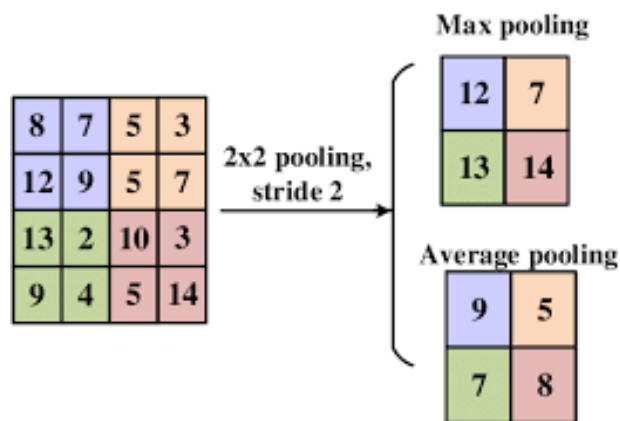 Max pooling
12 7
13 14
8 7 5 3
12 9 5 7
13 2 10 3
9 4 5 14
2x2 pooling,
stride 2
Average pooling
9 5
7 8